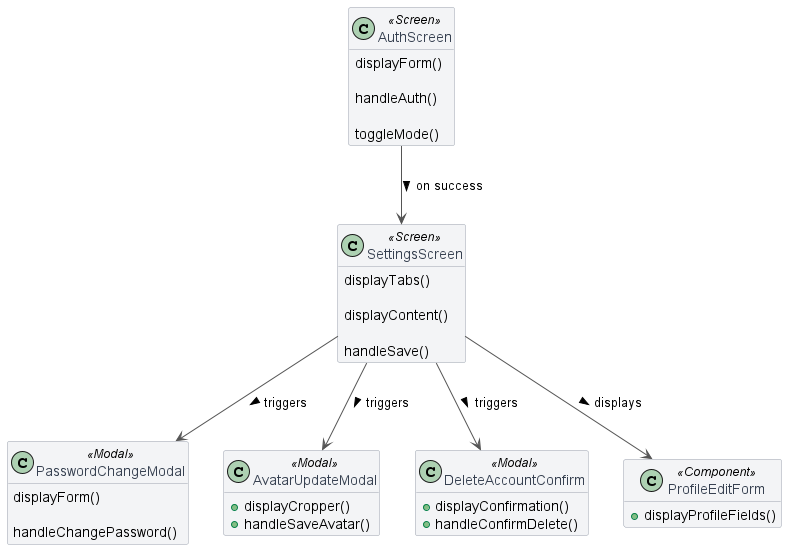 C
«Screen»
AuthScreen
displayForm()
handleAuth()
toggleMode()
on success
C
«Screen»
SettingsScreen
displayTabs()
displayContent()
handleSave()
triggers
triggers
triggers
displays
C
«Modal»
PasswordChangeModal
displayForm()
handleChangePassword()
C
«Modal»
AvatarUpdateModal
displayCropper()
handleSaveAvatar()
C
«Modal»
DeleteAccountConfirm
displayConfirmation()
handleConfirmDelete()
C
«Component»
ProfileEditForm
displayProfileFields()